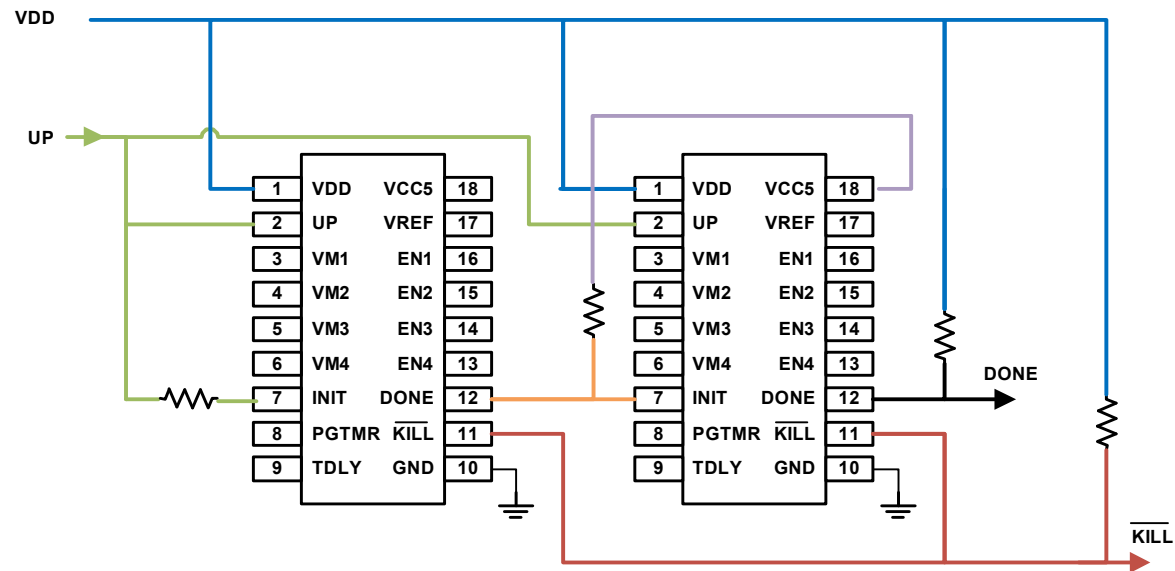 VDD
UP
1 VDD VCC5 18
2 UP VREF 17
3 VM1 EN1 16
4 VM2 EN2 15
5 VM3 EN3 14
6 VM4 EN4 13
7 INIT DONE 12
8 PGTMR KILL 11
9 TDLY GND 10
1 VDD VCC5 18
2 UP VREF 17
3 VM1 EN1 16
4 VM2 EN2 15
5 VM3 EN3 14
6 VM4 EN4 13
7 INIT DONE 12
8 PGTMR KILL 11
9 TDLY GND 10
DONE
KILL